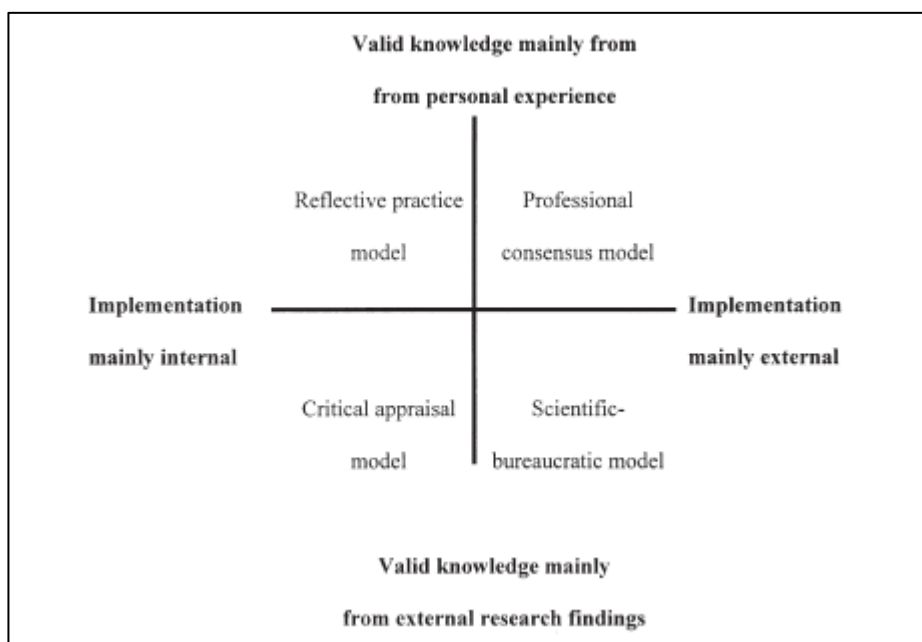 Valid knowledge mainly from
from personal experience
Reflective practice
model
Professional
consensus model
Implementation
mainly internal
Implementation
mainly external
Critical appraisal
model
Scientific-
bureaucratic model
Valid knowledge mainly
from external research findings